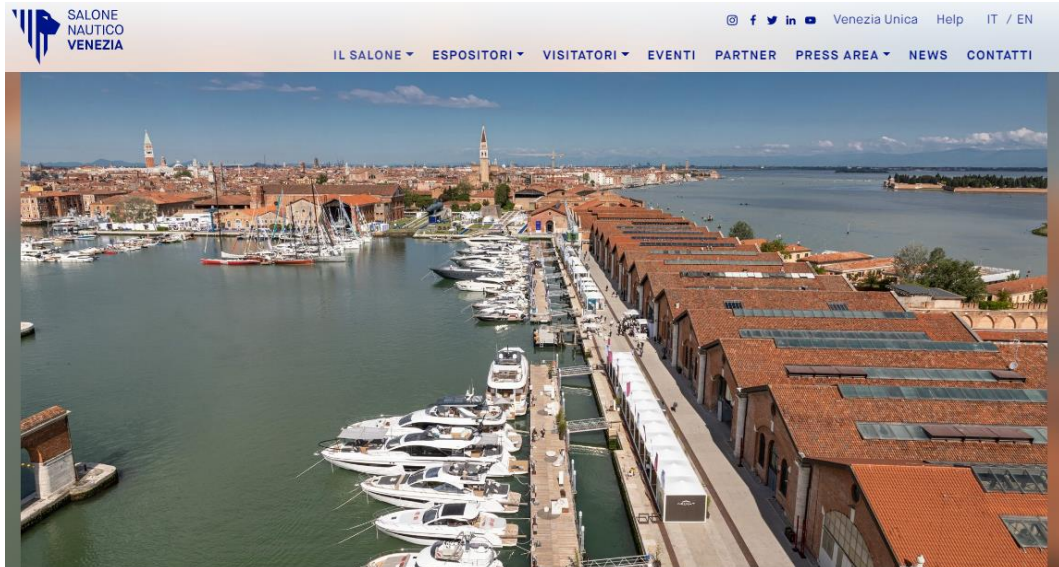 SALONE
NAUTICO
VENEZIA
Venezia Unica Help IT / EN
IL SALONE ESPOSITORI VISITATORI EVENTI PARTNER PRESS AREA NEWS CONTATTI